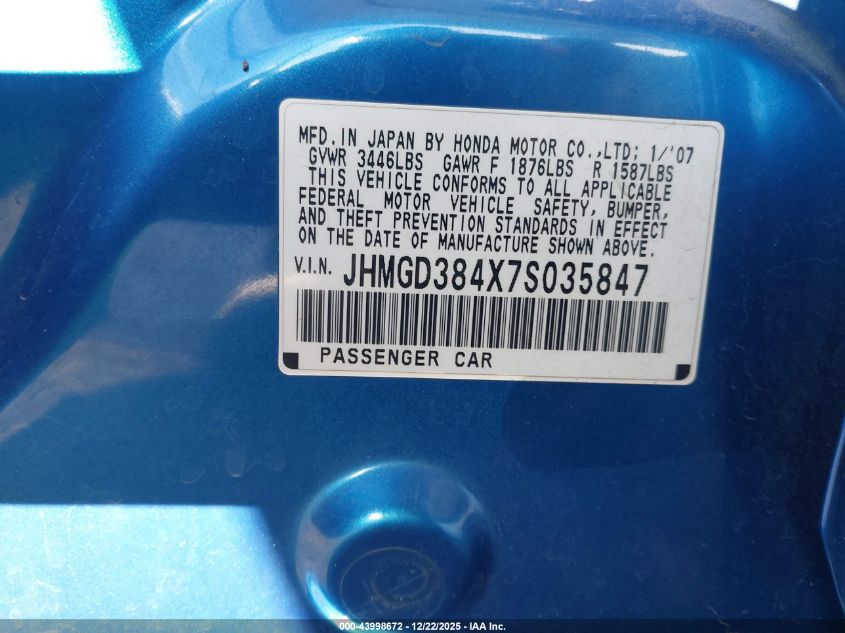 MFD. IN JAPAN BY HONDA MOTOR CO.,LTD; 1/'07
GVWR 3446LBS GAWR F 1876LBS R 1587LBS
THIS VEHICLE CONFORMS TO ALL APPLICABLE
FEDERAL MOTOR VEHICLE SAFETY, BUMPER,
AND THEFT PREVENTION STANDARDS IN EFFECT
ON THE DATE OF MANUFACTURE SHOWN ABOVE.
V.I.N. JHMGD384X7S035847
PASSENGER CAR
000-43998672 - 12/22/2025 - IAA Inc.